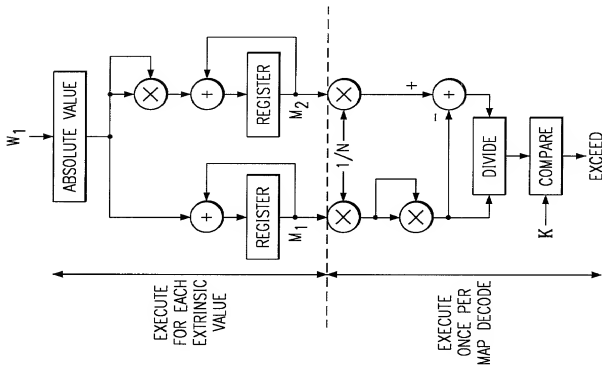 W1
ABSOLUTE VALUE
×
+
+
REGISTER
REGISTER
M1
M2
EXECUTE
FOR EACH
EXTRINSIC
VALUE
×
1/N
×
×
+
−
+
DIVIDE
K
COMPARE
EXCEED
EXECUTE
ONCE PER
MAP DECODE